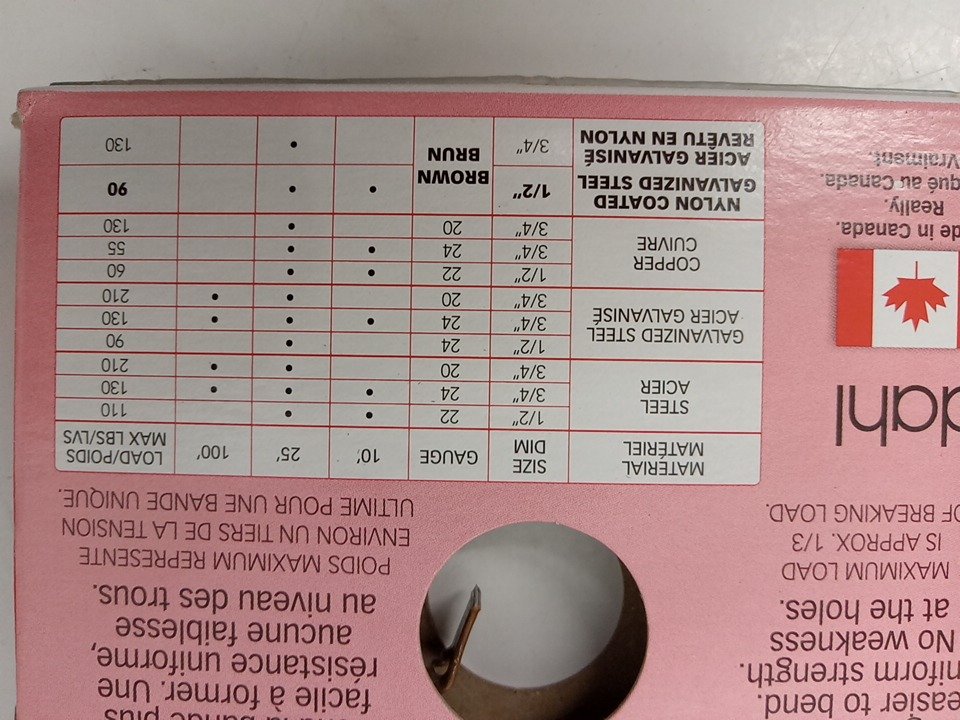 easier to bend.
niform strength.
No weakness
at the holes.
MAXIMUM LOAD
IS APPROX. 1/3
OF BREAKING LOAD.
la bande plus
facile à former. Une
résistance uniforme,
aucune faiblesse
au niveau des trous.
POIDS MAXIMUM REPRESENTE
ENVIRON UN TIERS DE LA TENSION
ULTIME POUR UNE BANDE UNIQUE.
dahl
de in Canada.
Really.
qué au Canada.
Vraiment.
MATERIAL SIZE GAUGE 10', 25', 100', LOAD/POIDS
MATÉRIEL DIM MAX LBS/LVS
STEEL
ACIER
1/2" 22 • • 110
3/4" 24 • • • 130
3/4" 20 • • 210
GALVANIZED STEEL
ACIER GALVANISÉ
1/2" 24 • 90
3/4" 24 • • • 130
3/4" 20 • • 210
COPPER
CUIVRE
1/2" 22 • • 60
3/4" 24 • • 55
3/4" 20 • 130
NYLON COATED
GALVANIZED STEEL
ACIER GALVANISÉ
REVÊTU EN NYLON
BROWN
BRUN
1/2" • • 90
3/4" • 130